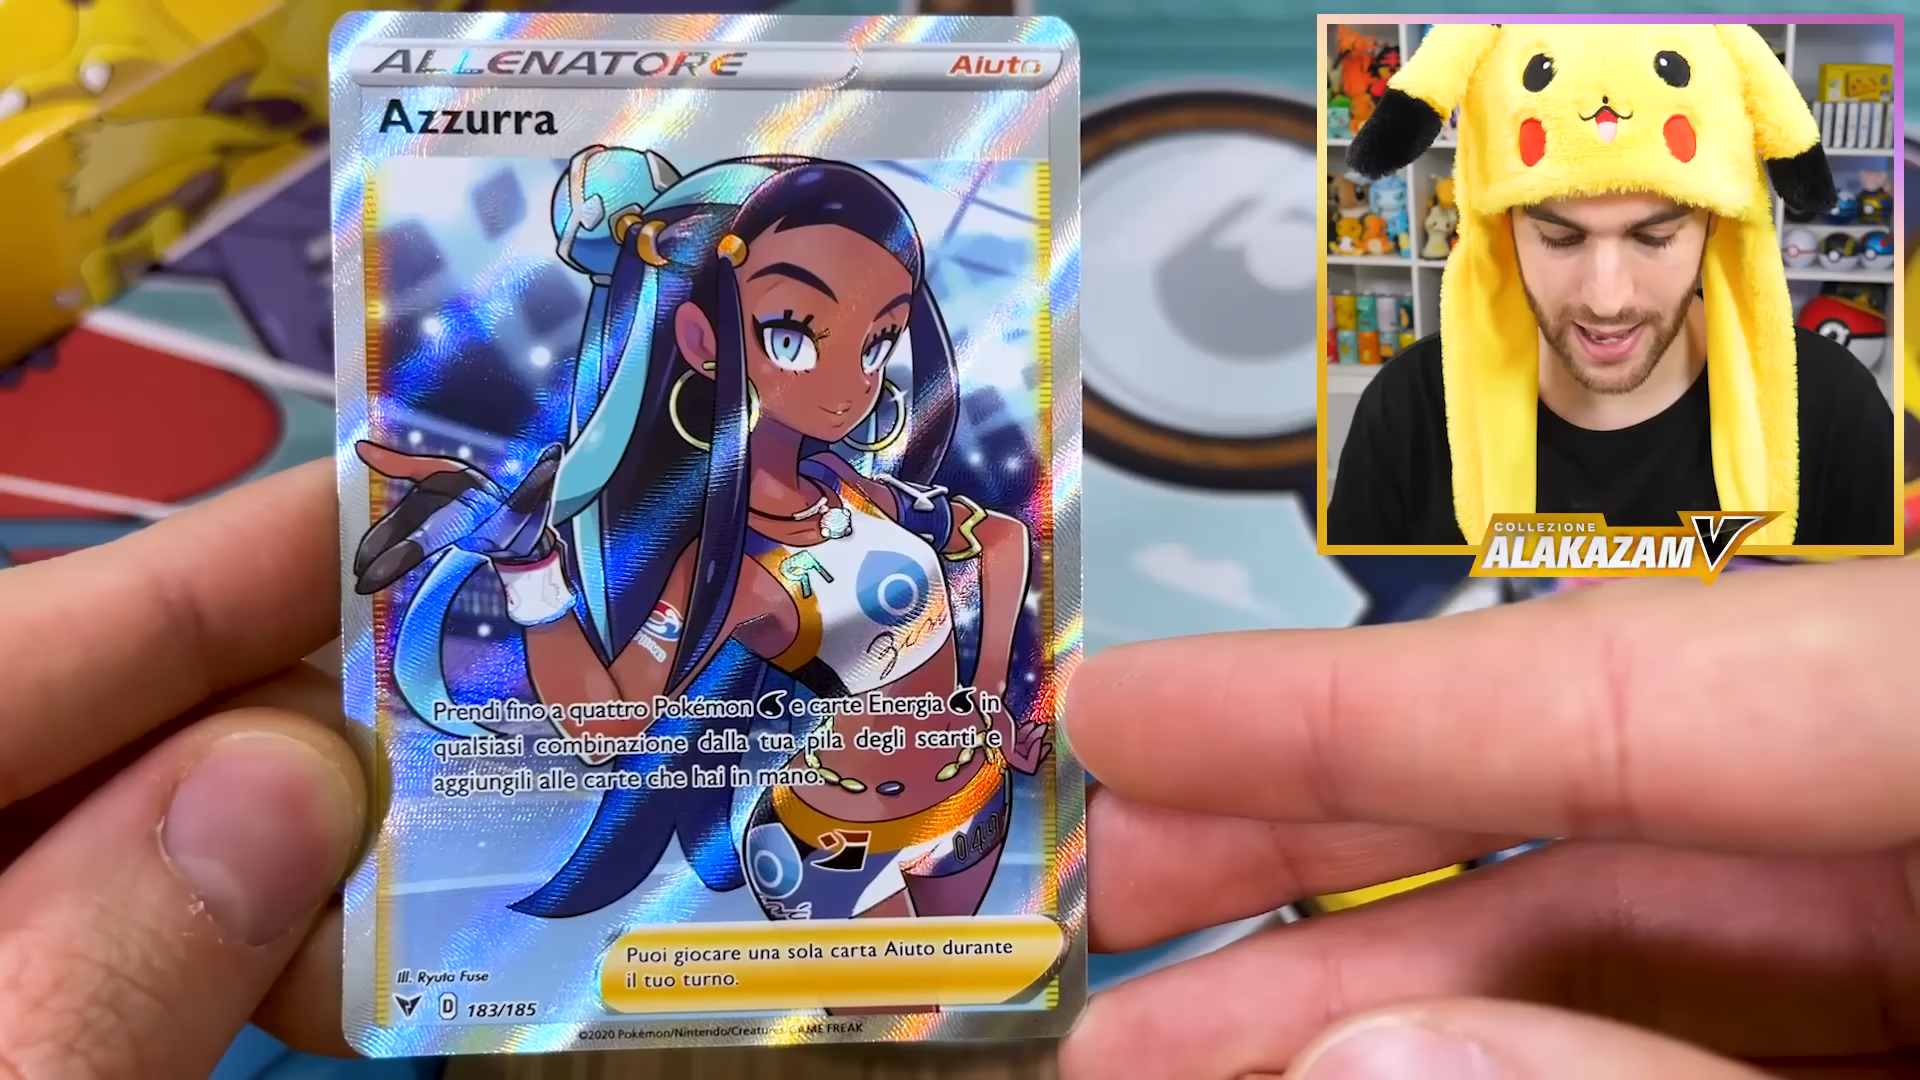 ALLENATORE
Aiuto
Azzurra
Prendi fino a quattro Pokémon e carte Energia in
qualsiasi combinazione dalla tua pila degli scarti e
aggiungili alle carte che hai in mano.
049
Puoi giocare una sola carta Aiuto durante
il tuo turno.
Ill. Ryuta Fuse
D 183/185
©2020 Pokémon/Nintendo/Creatures GAME FREAK
COLLEZIONE
ALAKAZAM V